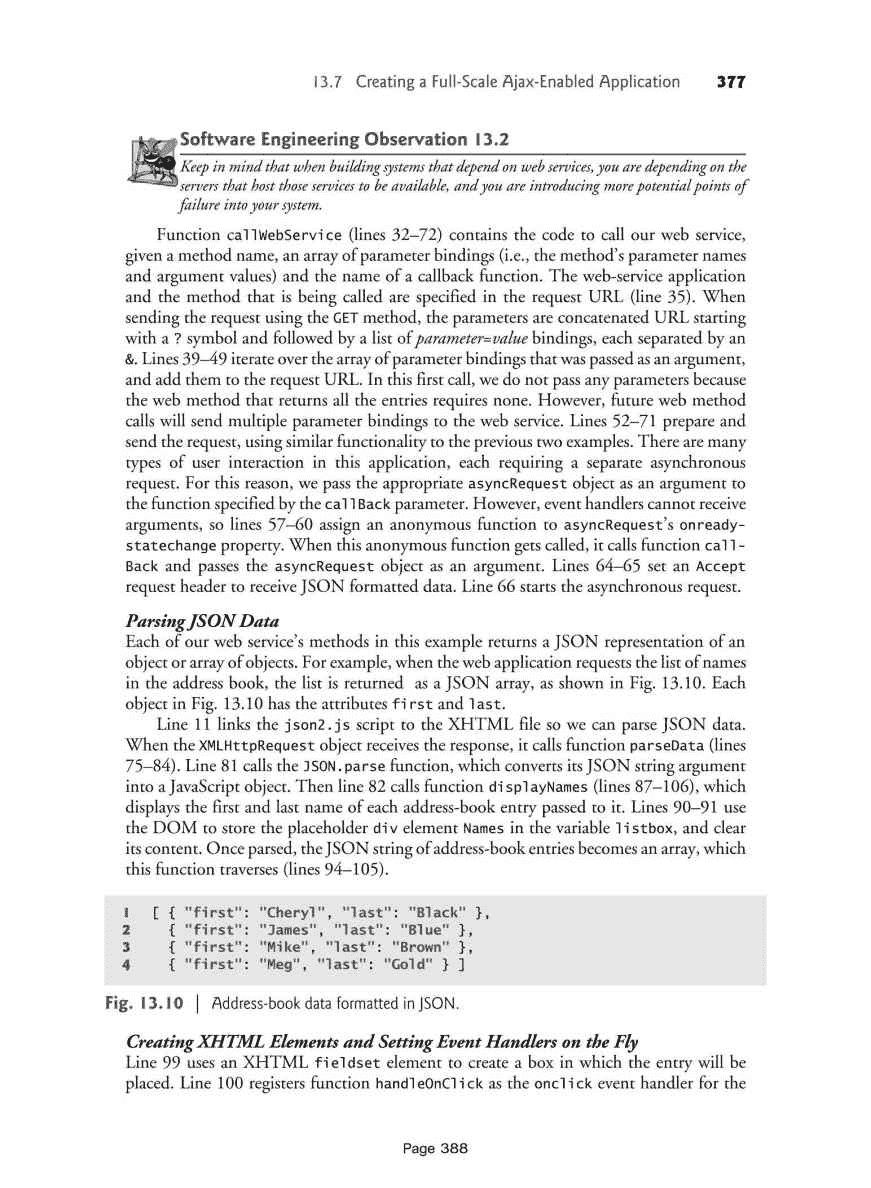 13.7 Creating a Full-Scale Ajax-Enabled Application 377
Software Engineering Observation 13.2
Keep in mind that when building systems that depend on web services, you are depending on the
servers that host those services to be available, and you are introducing more potential points of
failure into your system.
Function callWebService (lines 32–72) contains the code to call our web service,
given a method name, an array of parameter bindings (i.e., the method's parameter names
and argument values) and the name of a callback function. The web-service application
and the method that is being called are specified in the request URL (line 35). When
sending the request using the GET method, the parameters are concatenated URL starting
with a ? symbol and followed by a list of parameter=value bindings, each separated by an
&. Lines 39–49 iterate over the array of parameter bindings that was passed as an argument,
and add them to the request URL. In this first call, we do not pass any parameters because
the web method that returns all the entries requires none. However, future web method
calls will send multiple parameter bindings to the web service. Lines 52–71 prepare and
send the request, using similar functionality to the previous two examples. There are many
types of user interaction in this application, each requiring a separate asynchronous
request. For this reason, we pass the appropriate asyncRequest object as an argument to
the function specified by the callBack parameter. However, event handlers cannot receive
arguments, so lines 57–60 assign an anonymous function to asyncRequest's onready-
statechange property. When this anonymous function gets called, it calls function call-
Back and passes the asyncRequest object as an argument. Lines 64–65 set an Accept
request header to receive JSON formatted data. Line 66 starts the asynchronous request.
Parsing JSON Data
Each of our web service's methods in this example returns a JSON representation of an
object or array of objects. For example, when the web application requests the list of names
in the address book, the list is returned as a JSON array, as shown in Fig. 13.10. Each
object in Fig. 13.10 has the attributes first and last.
Line 11 links the json2.js script to the XHTML file so we can parse JSON data.
When the XMLHttpRequest object receives the response, it calls function parseData (lines
75–84). Line 81 calls the JSON.parse function, which converts its JSON string argument
into a JavaScript object. Then line 82 calls function displayNames (lines 87–106), which
displays the first and last name of each address-book entry passed to it. Lines 90–91 use
the DOM to store the placeholder div element Names in the variable listbox, and clear
its content. Once parsed, the JSON string of address-book entries becomes an array, which
this function traverses (lines 94–105).
1 [ { "first": "Cheryl", "last": "Black" },
2 { "first": "James", "last": "Blue" },
3 { "first": "Mike", "last": "Brown" },
4 { "first": "Meg", "last": "Gold" } ]
Fig. 13.10 | Address-book data formatted in JSON.
Creating XHTML Elements and Setting Event Handlers on the Fly
Line 99 uses an XHTML fieldset element to create a box in which the entry will be
placed. Line 100 registers function handleOnClick as the onclick event handler for the
Page 388